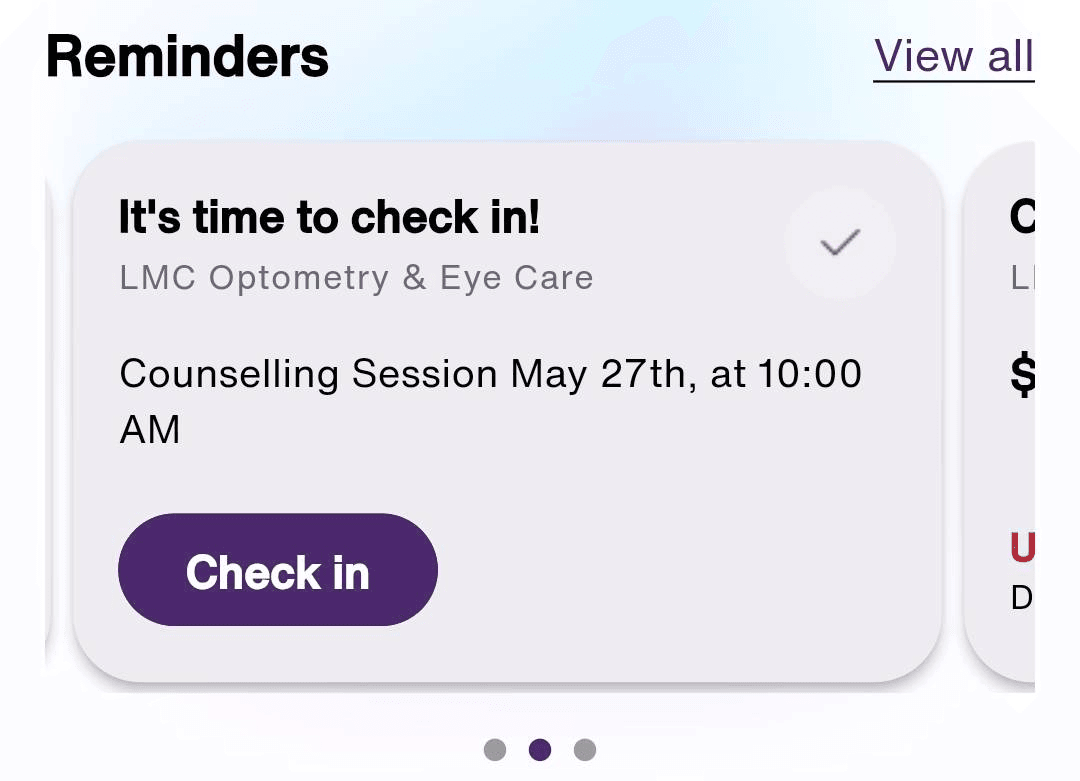 Reminders
View all
It's time to check in!
LMC Optometry & Eye Care
Counselling Session May 27th, at 10:00
AM
Check in
$